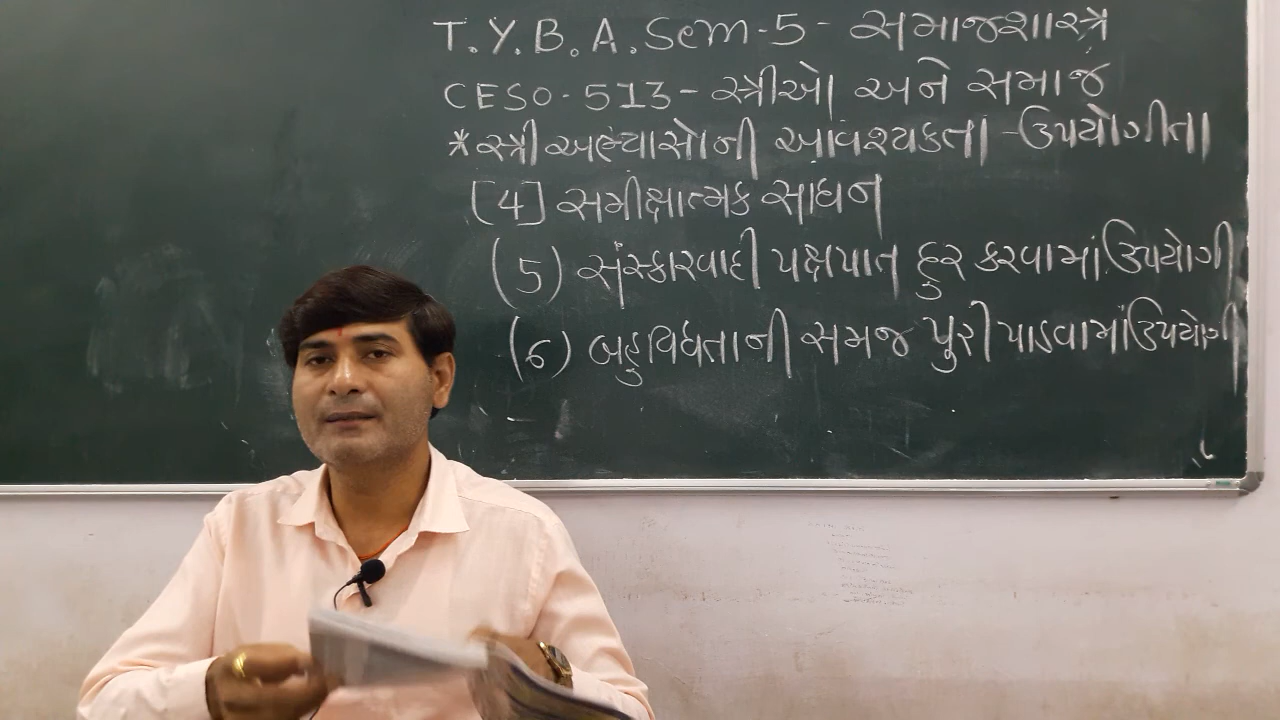 T.Y.B.A. Sem-5 - સમાજશાસ્ત્ર
CESO-513 - સ્ત્રીઓ અને સમાજ
* સ્ત્રી અભ્યાસોની આવશ્યકતા - ઉપયોગીતા
[4] સમીક્ષાત્મક સાધન
(5) સંસ્કારવાદી પક્ષપાત દુર કરવામાં ઉપયોગી
(6) બહુવિધતાની સમજ પુરી પાડવામાં ઉપયોગી